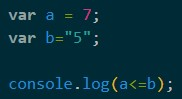 var a = 7;
var b="5";
console.log(a<=b);